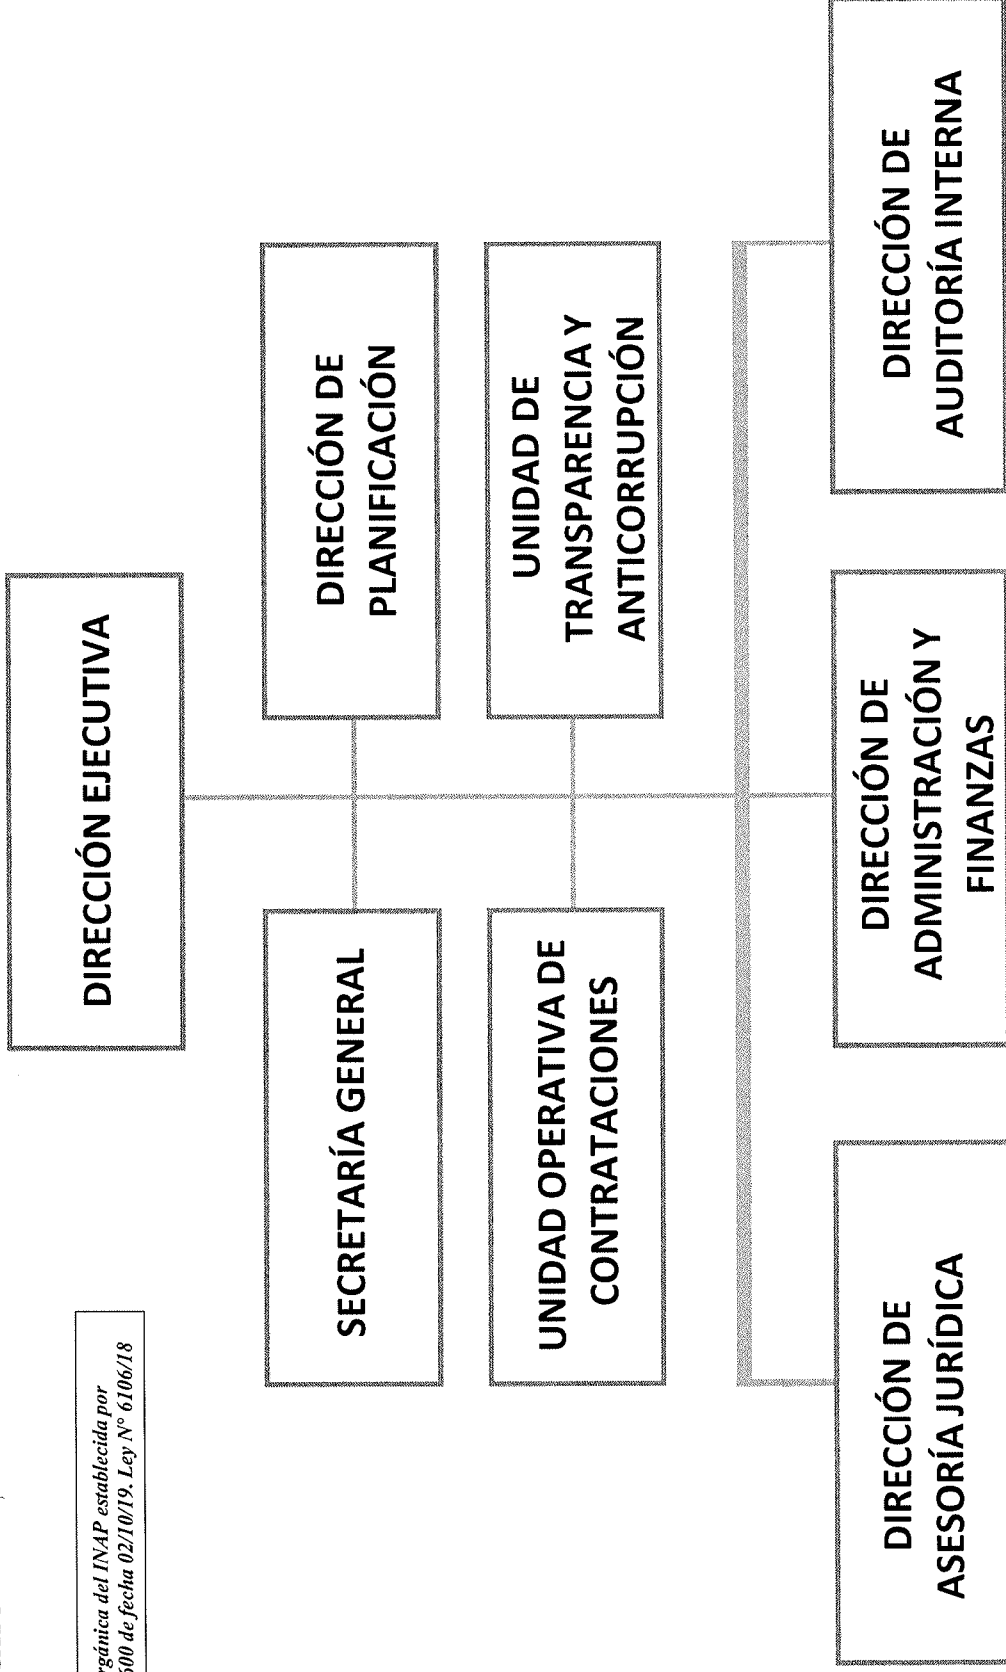 rgánica del INAP establecida por
600 de fecha 02/10/19. Ley N° 6106/18
DIRECCIÓN EJECUTIVA
SECRETARÍA GENERAL
DIRECCIÓN DE
PLANIFICACIÓN
UNIDAD OPERATIVA DE
CONTRATACIONES
UNIDAD DE
TRANSPARENCIA Y
ANTICORRUPCIÓN
DIRECCIÓN DE
ASESORÍA JURÍDICA
DIRECCIÓN DE
ADMINISTRACIÓN Y
FINANZAS
DIRECCIÓN DE
AUDITORÍA INTERNA